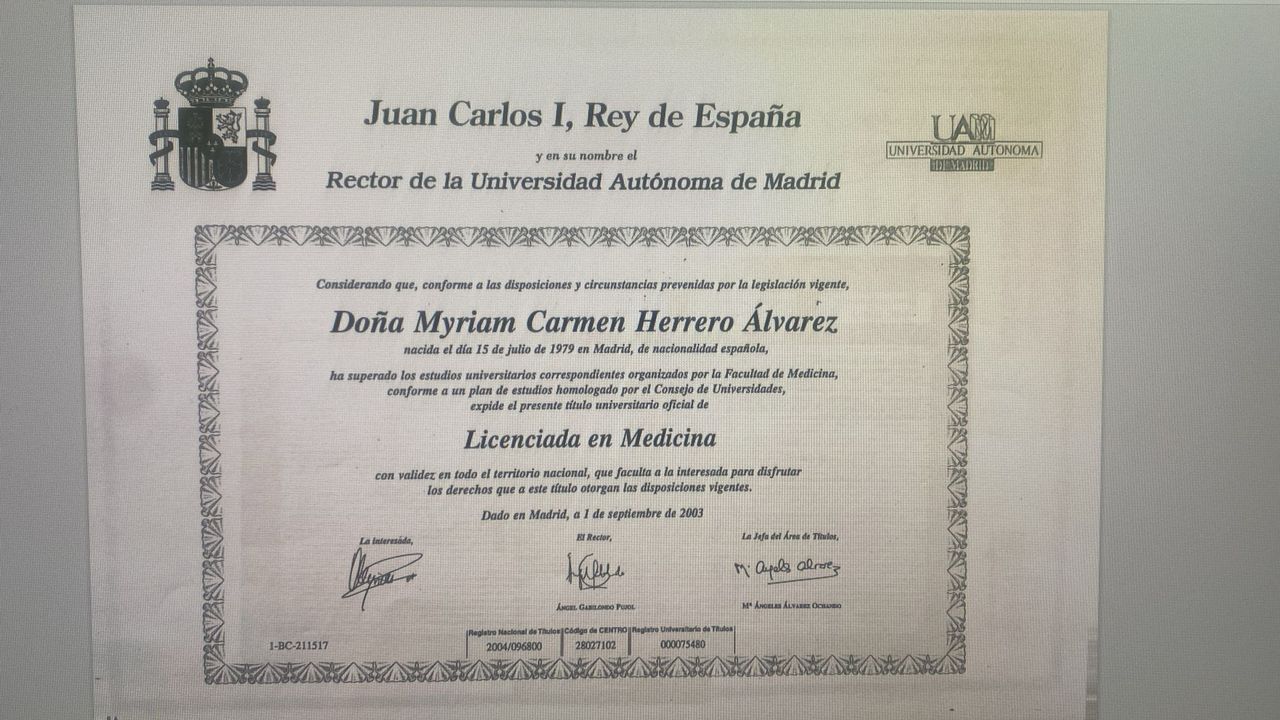 Juan Carlos I, Rey de España
y en su nombre el
Rector de la Universidad Autónoma de Madrid
UAM
UNIVERSIDAD AUTONOMA
DE MADRID
Considerando que, conforme a las disposiciones y circunstancias prevenidas por la legislación vigente,
Doña Myriam Carmen Herrero Álvarez
nacida el día 15 de julio de 1979 en Madrid, de nacionalidad española,
ha superado los estudios universitarios correspondientes organizados por la Facultad de Medicina,
conforme a un plan de estudios homologado por el Consejo de Universidades,
expide el presente título universitario oficial de
Licenciada en Medicina
con validez en todo el territorio nacional, que faculta a la interesada para disfrutar
los derechos que a este título otorgan las disposiciones vigentes.
Dado en Madrid, a 1 de septiembre de 2003
La interesada,
El Rector,
La Jefa del Área de Títulos,
ÁNGEL GABILONDO PUJOL
Mª ÁNGELES ÁLVAREZ OCHANDO
1-BC-211517
Registro Nacional de Títulos
2004/096800
Código de CENTRO
28027102
Registro Universitario de Títulos
000075480